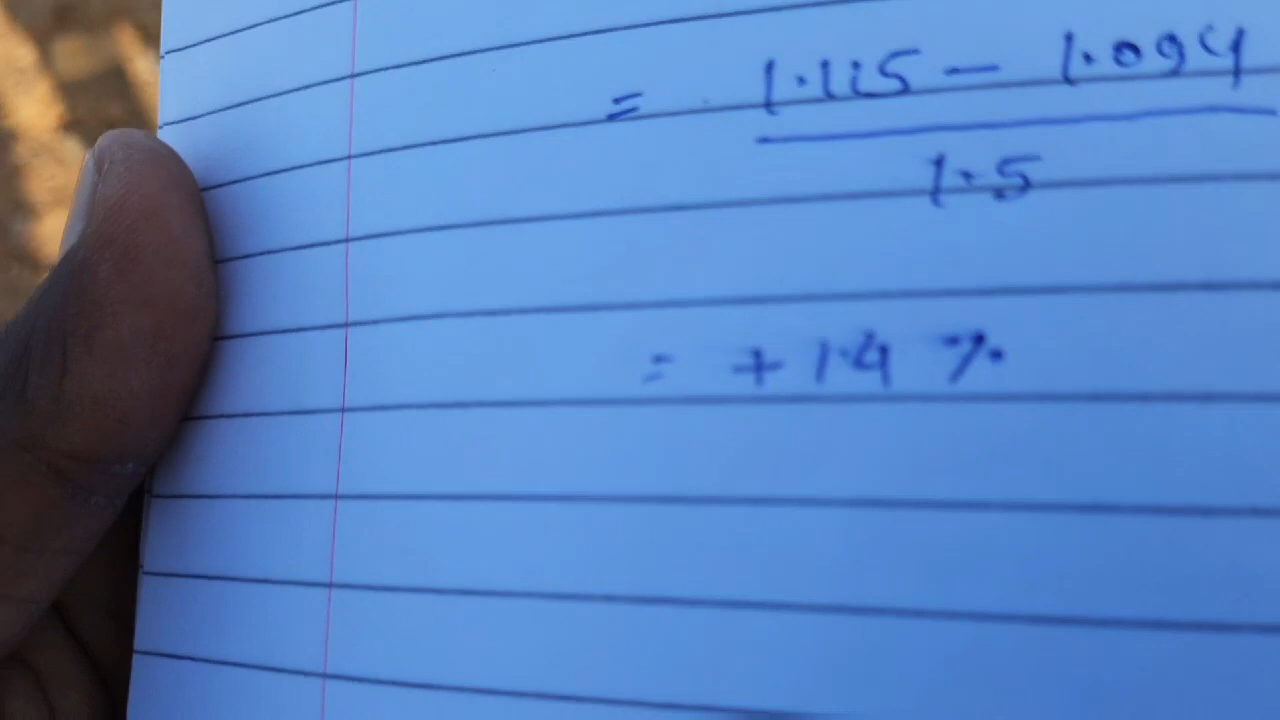 = 1.115 - 1.094
1.5
= + 1.4 %